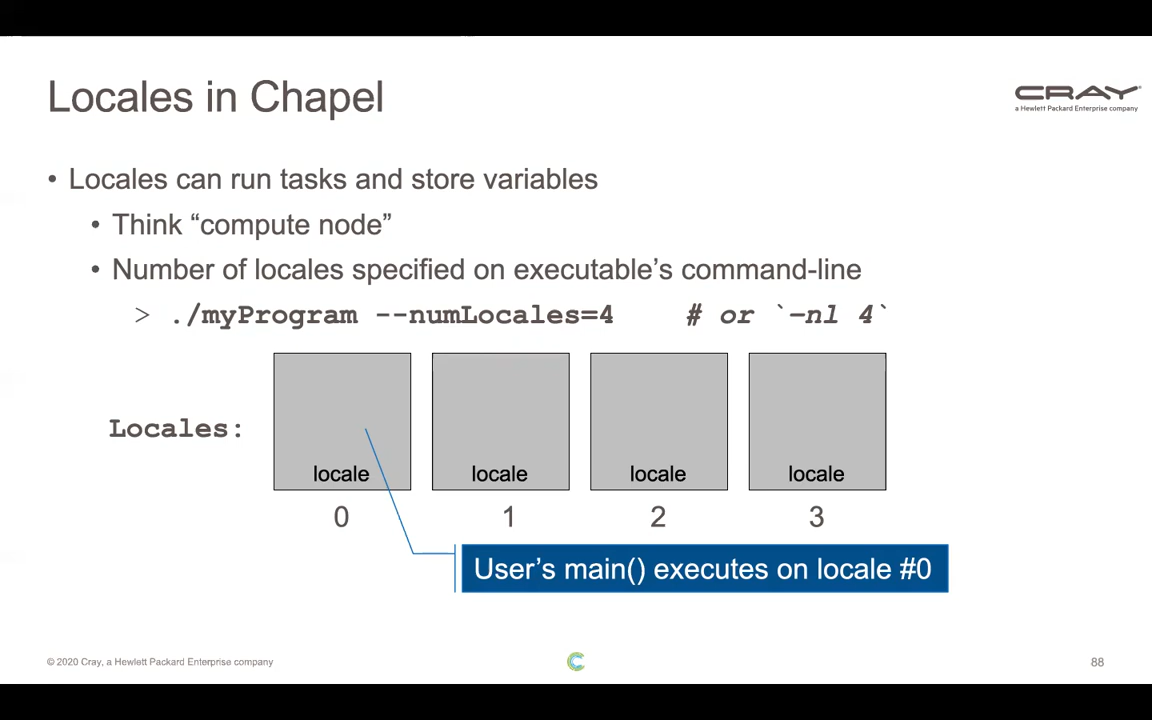 Locales in Chapel
CRAY
a Hewlett Packard Enterprise company
• Locales can run tasks and store variables
• Think “compute node”
• Number of locales specified on executable’s command-line
> ./myProgram --numLocales=4 # or `–nl 4`
Locales:
locale locale locale locale
0 1 2 3
User’s main() executes on locale #0
© 2020 Cray, a Hewlett Packard Enterprise company
88